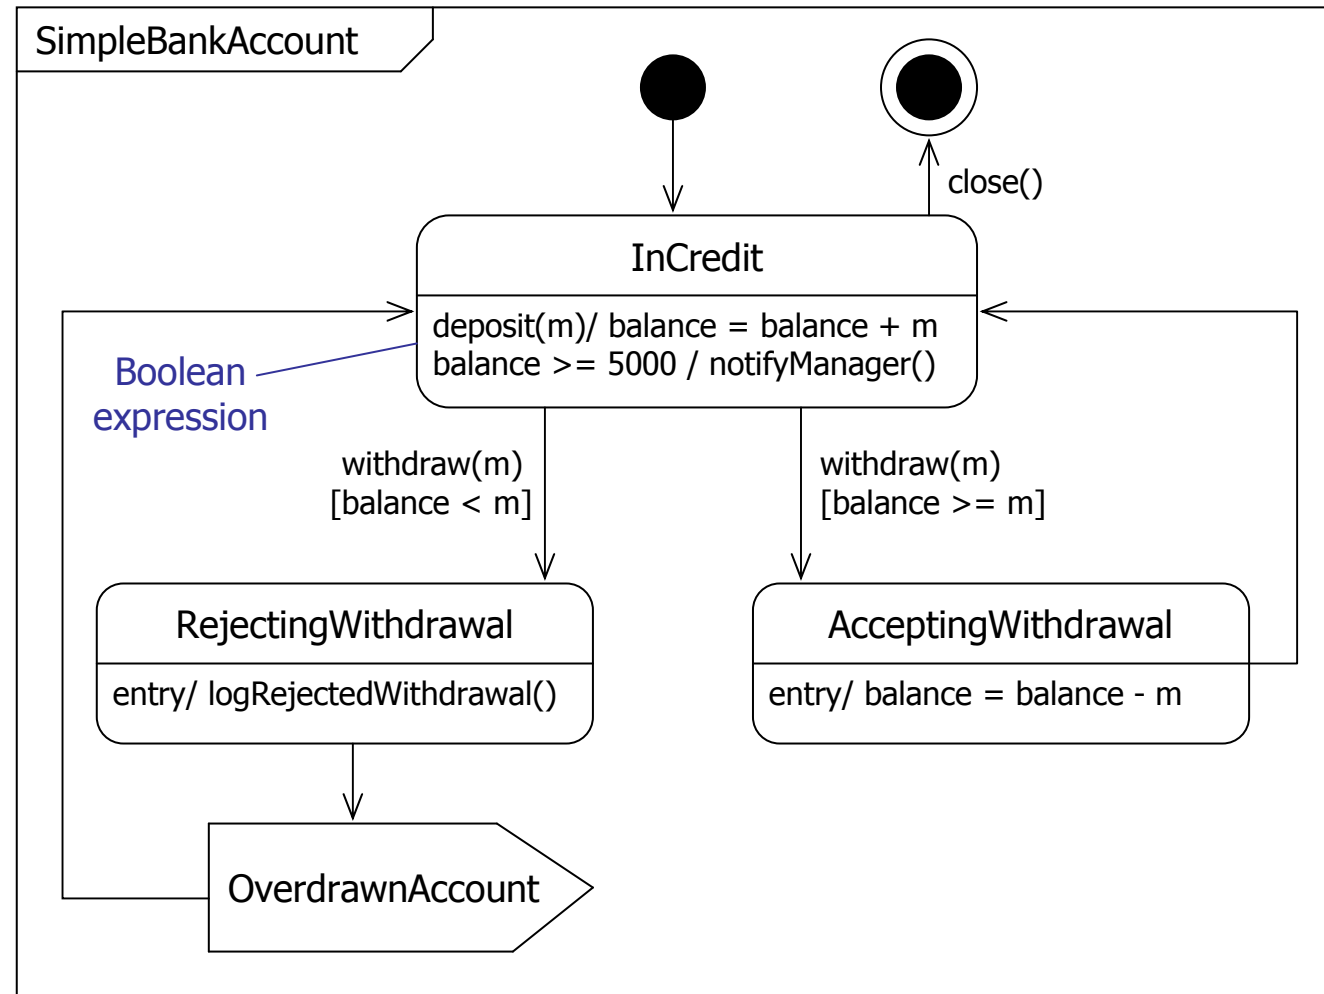 SimpleBankAccount
close()
InCredit
deposit(m)/ balance = balance + m
balance >= 5000 / notifyManager()
Boolean
expression
withdraw(m)
[balance < m]
withdraw(m)
[balance >= m]
RejectingWithdrawal
entry/ logRejectedWithdrawal()
AcceptingWithdrawal
entry/ balance = balance - m
OverdrawnAccount